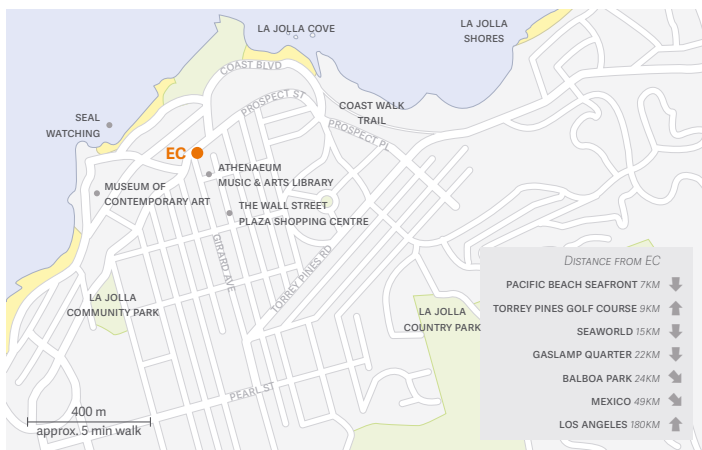 LA JOLLA COVE
LA JOLLA
SHORES
COAST BLVD
PROSPECT ST
COAST WALK
TRAIL
PROSPECT PL
SEAL
WATCHING
EC
ATHENAEUM
MUSIC & ARTS LIBRARY
MUSEUM OF
CONTEMPORARY ART
THE WALL STREET
PLAZA SHOPPING CENTRE
GIRARD AVE
TORREY PINES RD
LA JOLLA
COMMUNITY PARK
LA JOLLA
COUNTRY PARK
PEARL ST
400 m
approx. 5 min walk
DISTANCE FROM EC
PACIFIC BEACH SEAFRONT 7KM
TORREY PINES GOLF COURSE 9KM
SEAWORLD 15KM
GASLAMP QUARTER 22KM
BALBOA PARK 24KM
MEXICO 49KM
LOS ANGELES 180KM